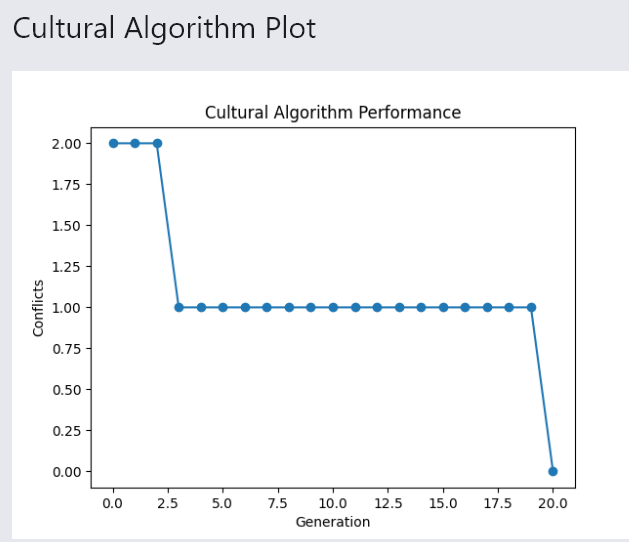 Cultural Algorithm Plot
Cultural Algorithm Performance
2.00
1.75
1.50
1.25
1.00
0.75
0.50
0.25
0.00
Conflicts
0.0 2.5 5.0 7.5 10.0 12.5 15.0 17.5 20.0
Generation